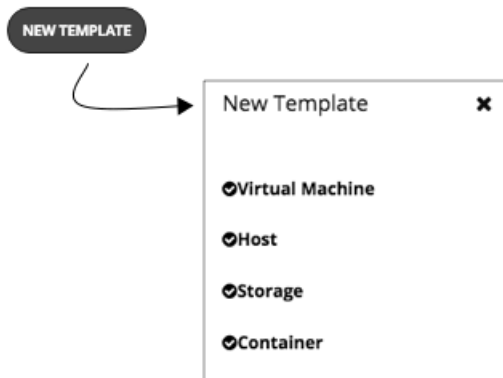 NEW TEMPLATE
New Template
Virtual Machine
Host
Storage
Container